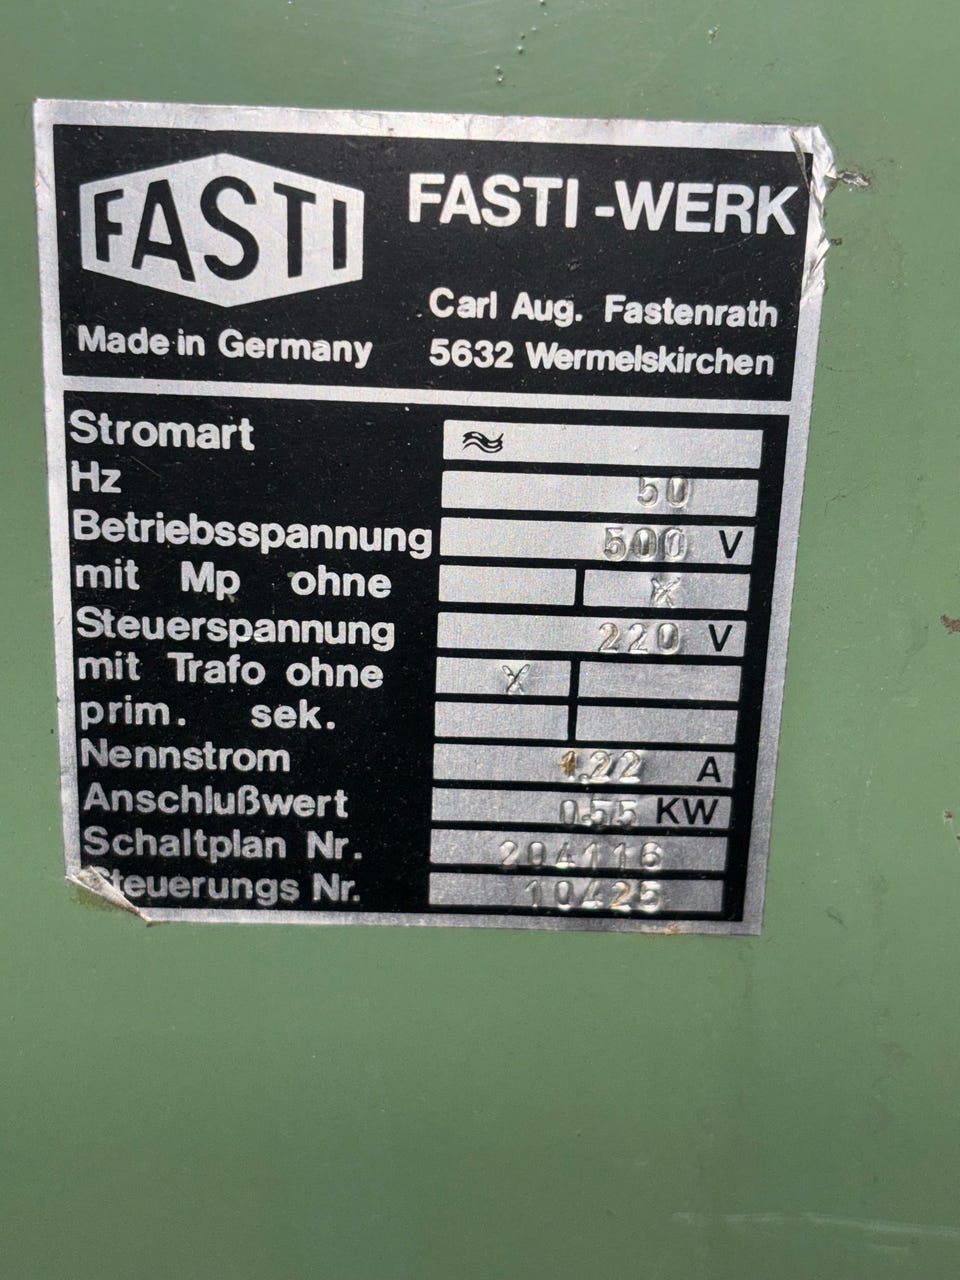 FASTI
FASTI-WERK
Carl Aug. Fastenrath
Made in Germany
5632 Wermelskirchen
Stromart ≈
Hz 50
Betriebsspannung 500 V
mit Mp ohne x
Steuerspannung 220 V
mit Trafo ohne x
prim. sek.
Nennstrom 1.22 A
Anschlußwert 0.55 KW
Schaltplan Nr. 204116
Steuerungs Nr. 10425